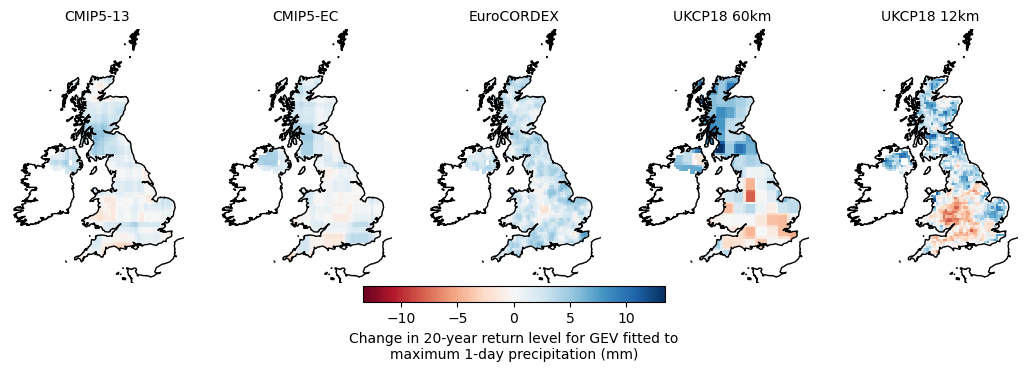 CMIP5-13 CMIP5-EC EuroCORDEX UKCP18 60km UKCP18 12km
−10 −5 0 5 10
Change in 20-year return level for GEV fitted to
maximum 1-day precipitation (mm)